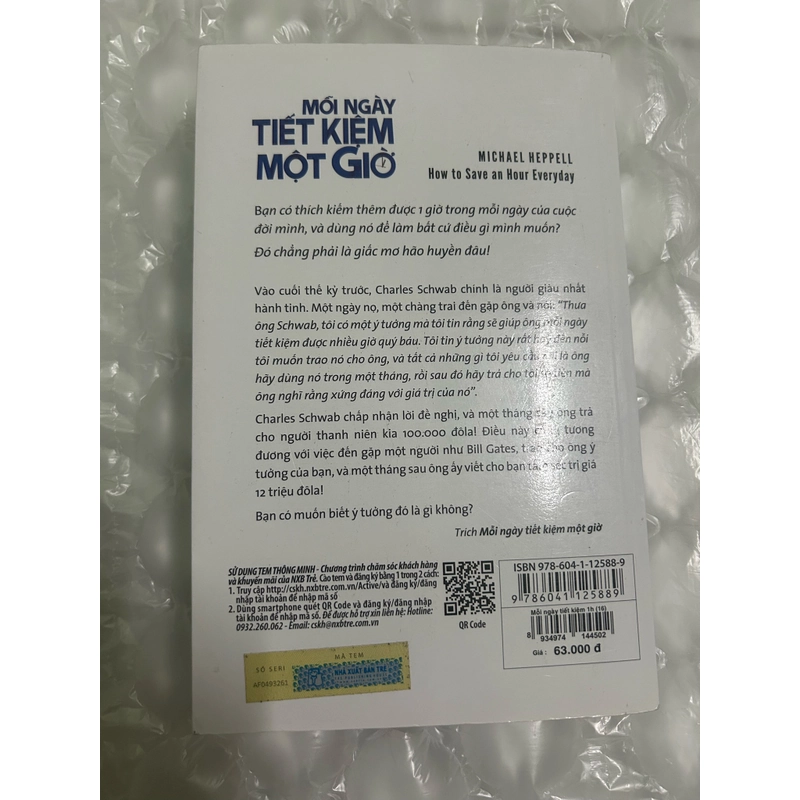 MỖI NGÀY
TIẾT KIỆM
MỘT GIỜ
MICHAEL HEPPELL
How to Save an Hour Everyday
Bạn có thích kiếm thêm được 1 giờ trong mỗi ngày của cuộc
đời mình, và dùng nó để làm bất cứ điều gì mình muốn?
Đó chẳng phải là giấc mơ hão huyền đâu!
Vào cuối thế kỷ trước, Charles Schwab chính là người giàu nhất
hành tinh. Một ngày nọ, một chàng trai đến gặp ông và nói: "Thưa
ông Schwab, tôi có một ý tưởng mà tôi tin rằng sẽ giúp ông mỗi ngày
tiết kiệm được nhiều giờ quý báu. Tôi tin ý tưởng này rất hay đến nỗi
tôi muốn trao nó cho ông, và tất cả những gì tôi yêu cầu là ông
hãy dùng nó trong một tháng, rồi sau đó hãy trả cho tôi số tiền mà
ông nghĩ rằng xứng đáng với giá trị của nó".
Charles Schwab chấp nhận lời đề nghị, và một tháng sau ông trả
cho người thanh niên kia 100.000 đôla! Điều này tương
đương với việc đến gặp một người như Bill Gates, trao cho ông ý
tưởng của bạn, và một tháng sau ông ấy viết cho bạn séc trị giá
12 triệu đôla!
Bạn có muốn biết ý tưởng đó là gì không?
Trích Mỗi ngày tiết kiệm một giờ
SỬ DỤNG TEM THÔNG MINH - Chương trình chăm sóc khách hàng
và khuyến mãi của NXB Trẻ. Cào tem và đăng ký bằng 1 trong 2 cách:
1. Truy cập http://cskh.nxbtre.com.vn/Active/và đăng ký/đăng
nhập tài khoản để nhập mã số
2. Dùng smartphone quét QR Code và đăng ký/đăng nhập
tài khoản để nhập mã số. Để được hỗ trợ xin liên hệ: Hotline:
0932.260.062 - Email: cskh@nxbtre.com.vn
QR Code
ISBN 978-604-1-12588-9
9 786041 125889
Mỗi ngày tiết kiệm 1h (16)
8 934974 144502
Giá : 63.000 đ
SỐ SERI
AF0493261
MÃ TEM
NHÀ XUẤT BẢN TRẺ